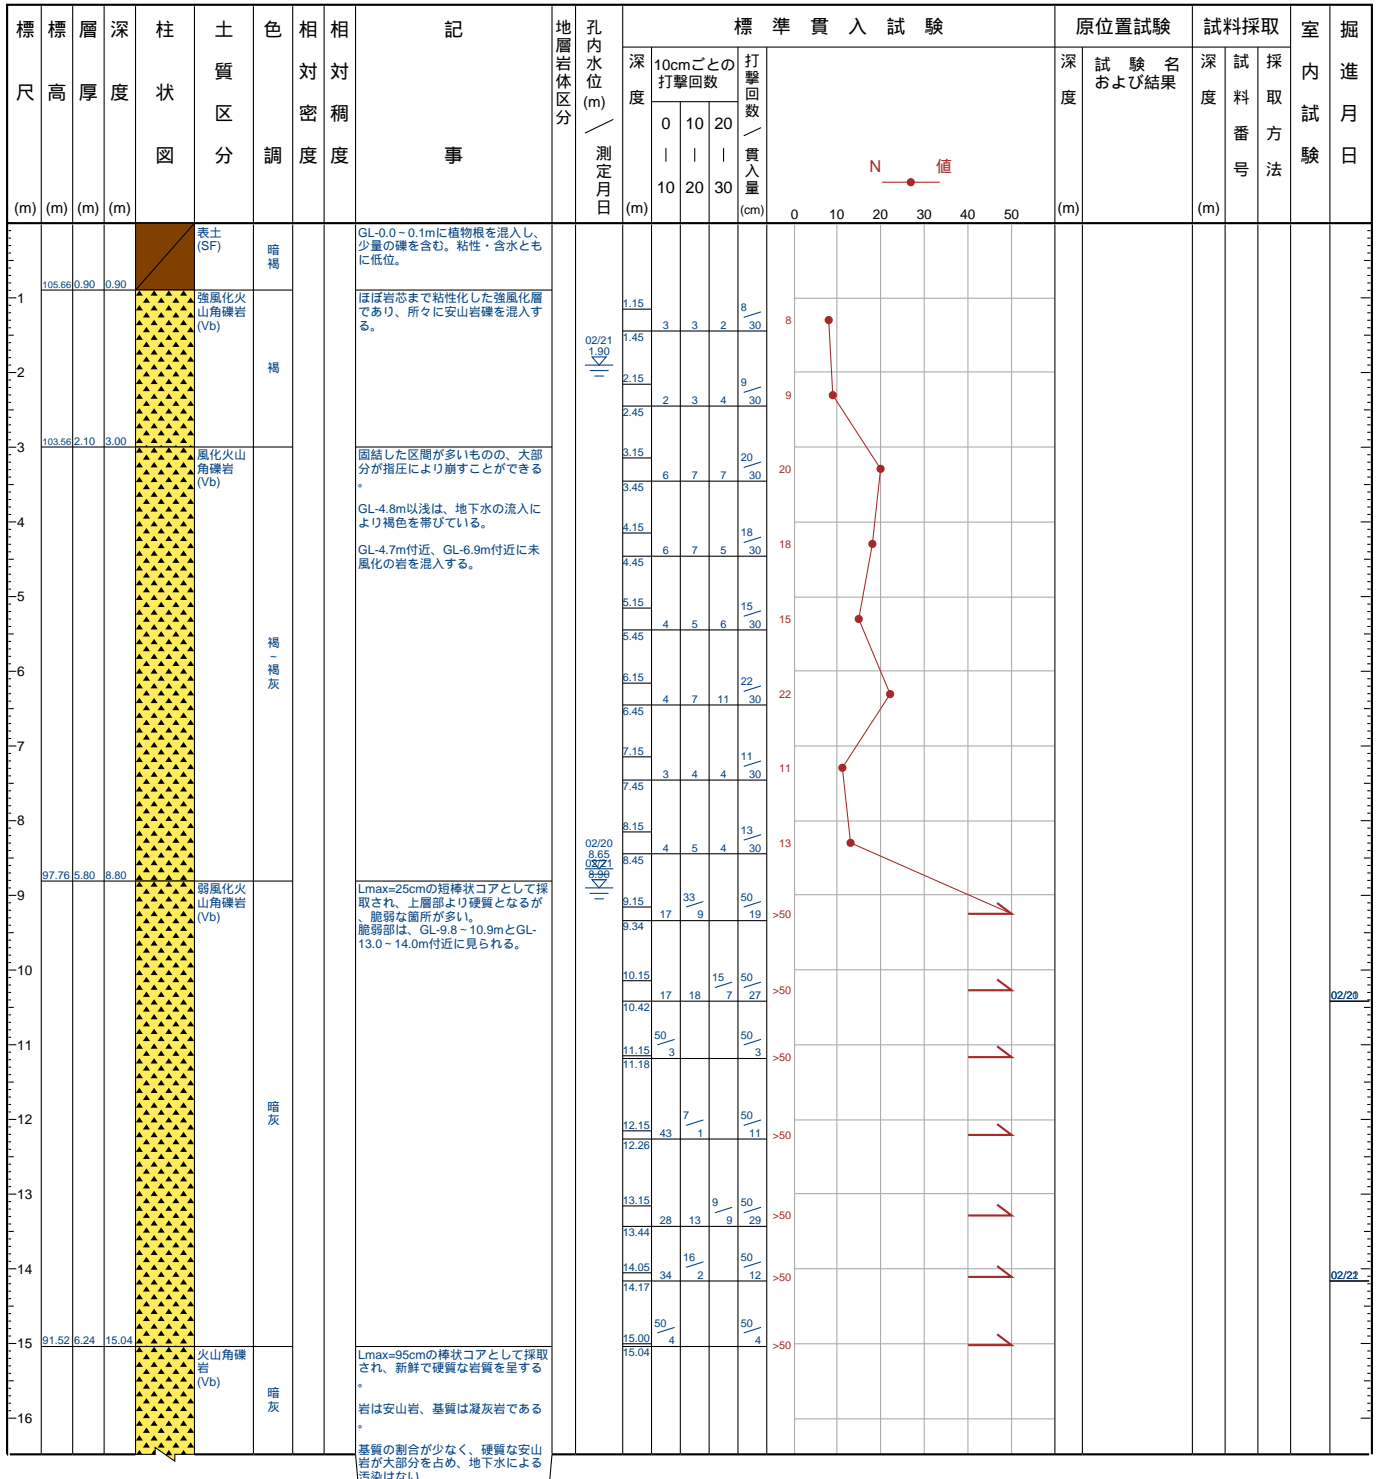 標尺(m)
標高(m)
層厚(m)
深度(m)
柱状図
土質区分
色調
相対密度
相対稠度
記事
地層岩体区分
孔内水位(m)／測定月日
標準貫入試験
深度(m)
10cmごとの
打撃回数
0 10 20
| | |
10 20 30
打撃回数／貫入量(cm)
N 値
0 10 20 30 40 50
原位置試験
深度(m)
試験名
および結果
試料採取
深度(m)
試料番号
採取方法
室内試験
掘進月日
1
2
3
4
5
6
7
8
9
10
11
12
13
14
15
16
105.66 0.90 0.90
表土
(SF)
暗褐
GL-0.0~0.1mに植物根を混入し、
少量の礫を含む。粘性・含水とも
に低位。
103.56 2.10 3.00
強風化火
山角礫岩
(Vb)
褐
ほぼ岩芯まで粘性化した強風化層
であり、所々に安山岩礫を混入す
る。
97.76 5.80 8.80
風化火山
角礫岩
(Vb)
褐~褐灰
固結した区間が多いものの、大部
分が指圧により崩すことができる
。
GL-4.8m以浅は、地下水の流入に
より褐色を帯びている。
GL-4.7m付近、GL-6.9m付近に未
風化の岩を混入する。
91.52 6.24 15.04
弱風化火
山角礫岩
(Vb)
暗灰
Lmax=25cmの短棒状コアとして採
取され、上層部より硬質となるが
、脆弱な箇所が多い。
脆弱部は、GL-9.8~10.9mとGL-
13.0~14.0m付近に見られる。
火山角礫
岩
(Vb)
暗灰
Lmax=95cmの棒状コアとして採取
され、新鮮で硬質な岩質を呈する
。
岩は安山岩、基質は凝灰岩である
。
基質の割合が少なく、硬質な安山
岩が大部分を占め、地下水による
汚染はない
02/21
1.90
02/20
8.65
02/21
8.90
1.15 3 3 2 8/30 8
1.45
2.15 2 3 4 9/30 9
2.45
3.15 6 7 7 20/30 20
3.45
4.15 6 7 5 18/30 18
4.45
5.15 4 5 6 15/30 15
5.45
6.15 4 7 11 22/30 22
6.45
7.15 3 4 4 11/30 11
7.45
8.15 4 5 4 13/30 13
8.45
9.15 17 33/9 50/19 >50
9.34
10.15 17 18 15/7 50/27 >50
10.42
11.15 50/3 50/3 >50
11.18
12.15 43 7/1 50/11 >50
12.26
13.15 28 13 9/9 50/29 >50
13.44
14.05 34 16/2 50/12 >50
14.17
15.00 50/4 50/4 >50
15.04